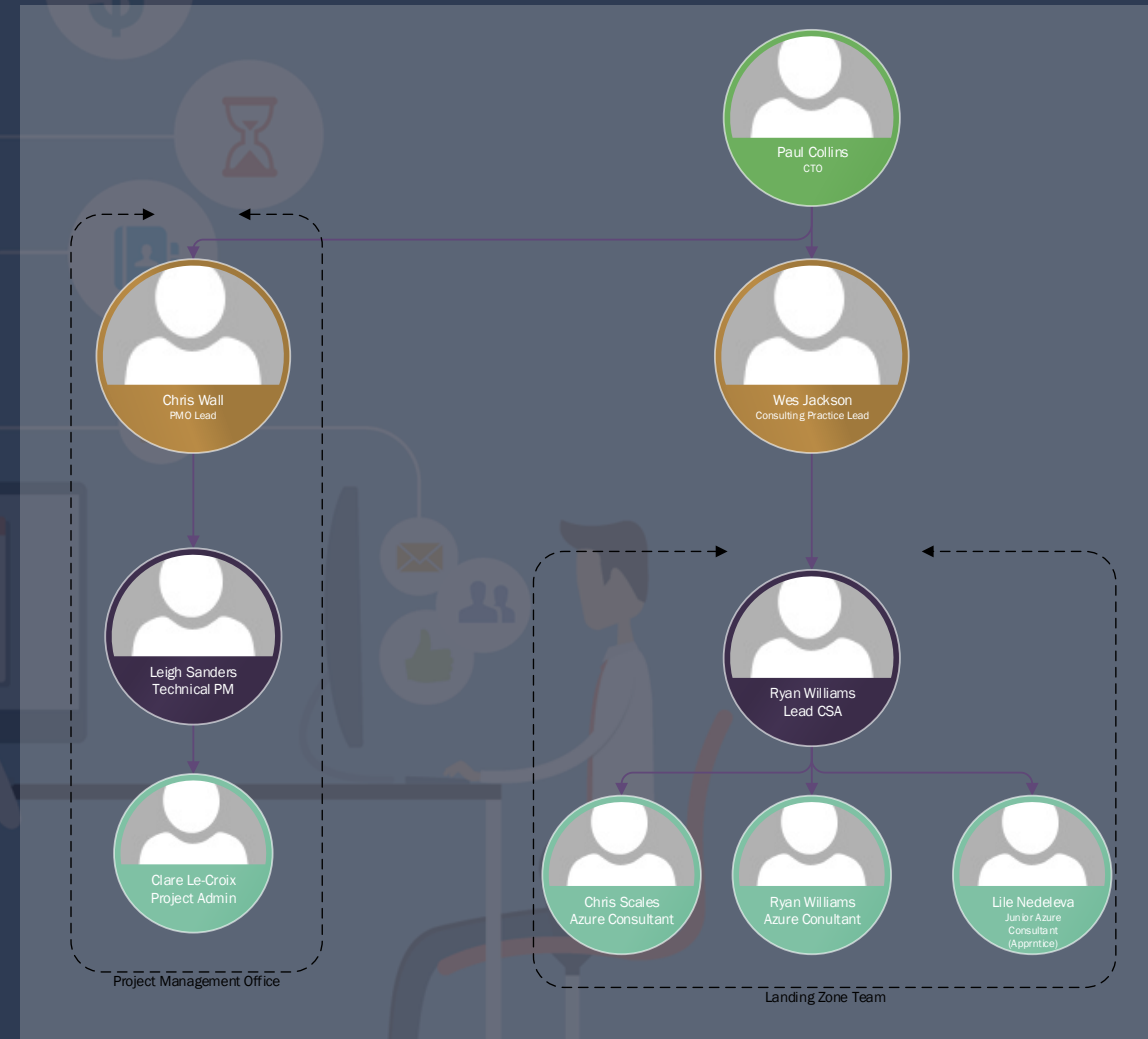 Paul Collins
CTO
Chris Wall
PMO Lead
Wes Jackson
Consulting Practice Lead
Leigh Sanders
Technical PM
Ryan Williams
Lead CSA
Clare Le-Croix
Project Admin
Chris Scales
Azure Consultant
Ryan Williams
Azure Conultant
Lile Nedeleva
Junior Azure
Consultant
(Apprntice)
Project Management Office
Landing Zone Team